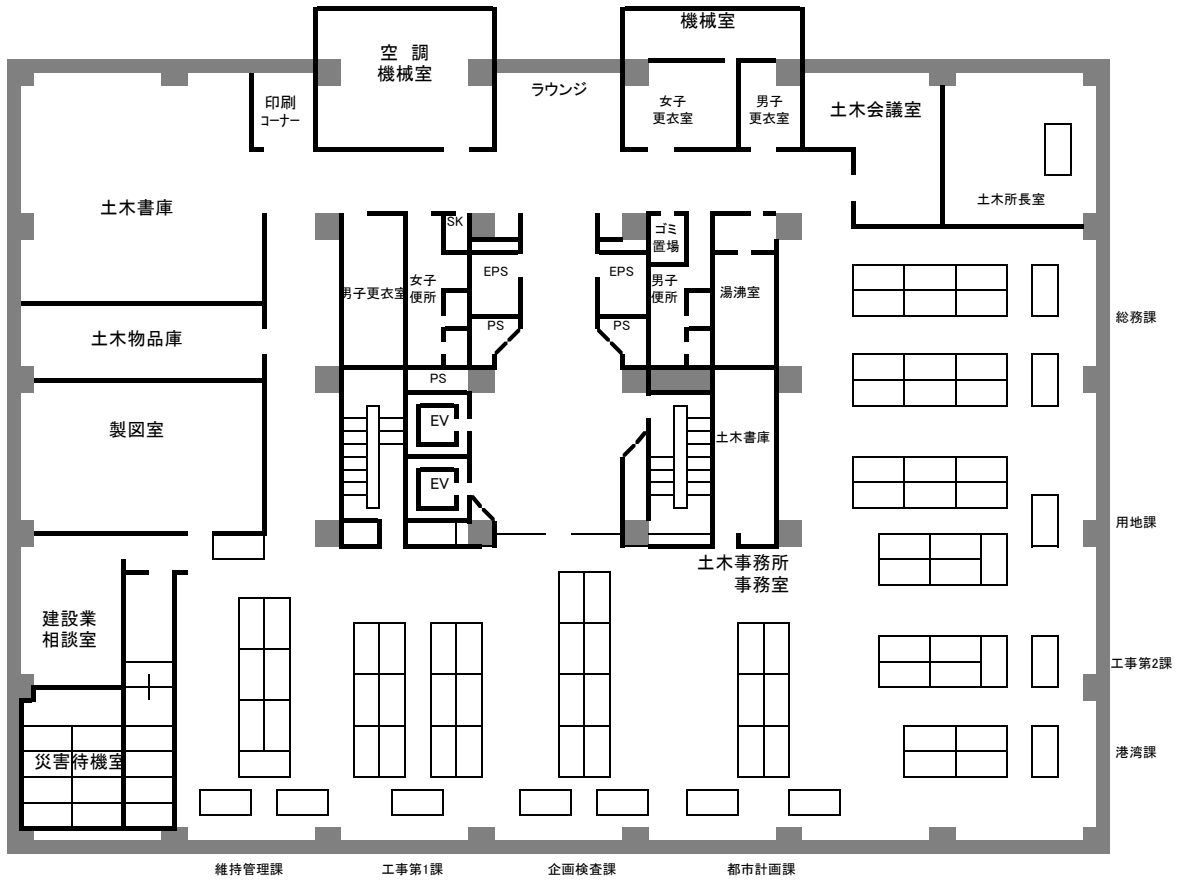 機械室
空 調
機械室
ラウンジ
印刷
コーナー
女子
更衣室
男子
更衣室
土木会議室
土木所長室
土木書庫
SK
ゴミ
置場
EPS
EPS
女子
便所
男子更衣室
男子
便所
湯沸室
PS
PS
土木物品庫
総務課
PS
EV
製図室
土木書庫
EV
用地課
土木事務所
事務室
建設業
相談室
工事第2課
災害待機室
港湾課
維持管理課
工事第1課
企画検査課
都市計画課